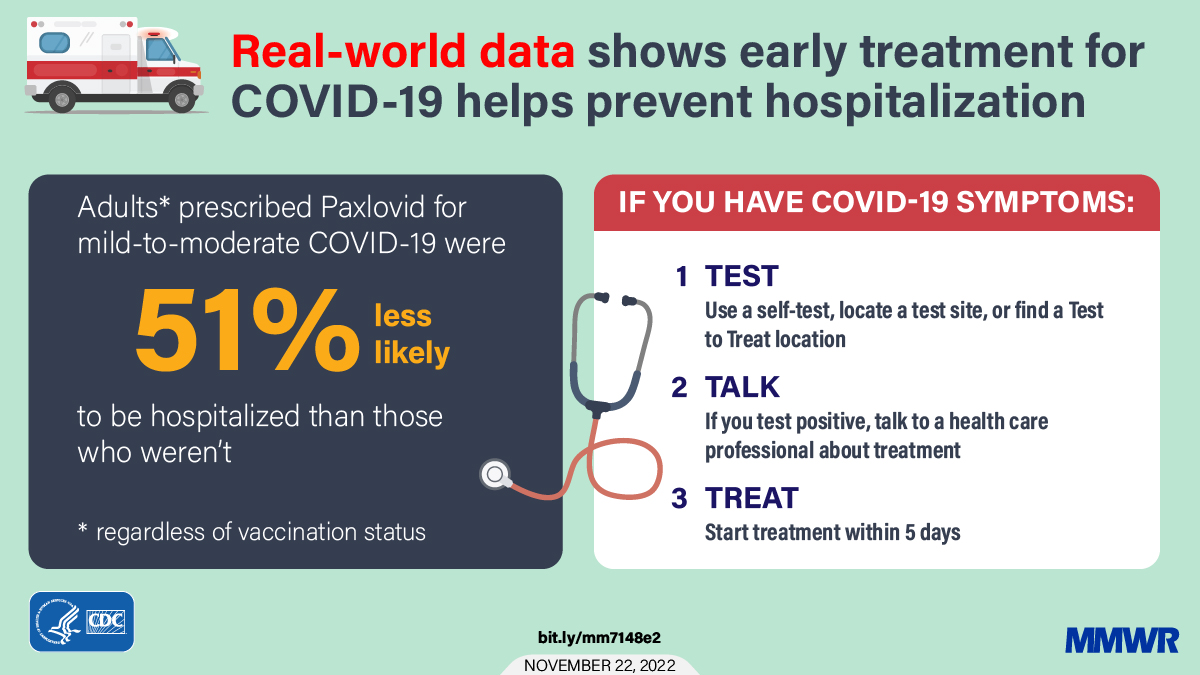 Real-world data shows early treatment for
COVID-19 helps prevent hospitalization
Adults* prescribed Paxlovid for
mild-to-moderate COVID-19 were
51% less
likely
to be hospitalized than those
who weren't
* regardless of vaccination status
IF YOU HAVE COVID-19 SYMPTOMS:
1 TEST
Use a self-test, locate a test site, or find a Test
to Treat location
2 TALK
If you test positive, talk to a health care
professional about treatment
3 TREAT
Start treatment within 5 days
CDC
bit.ly/mm7148e2
NOVEMBER 22, 2022
MMWR